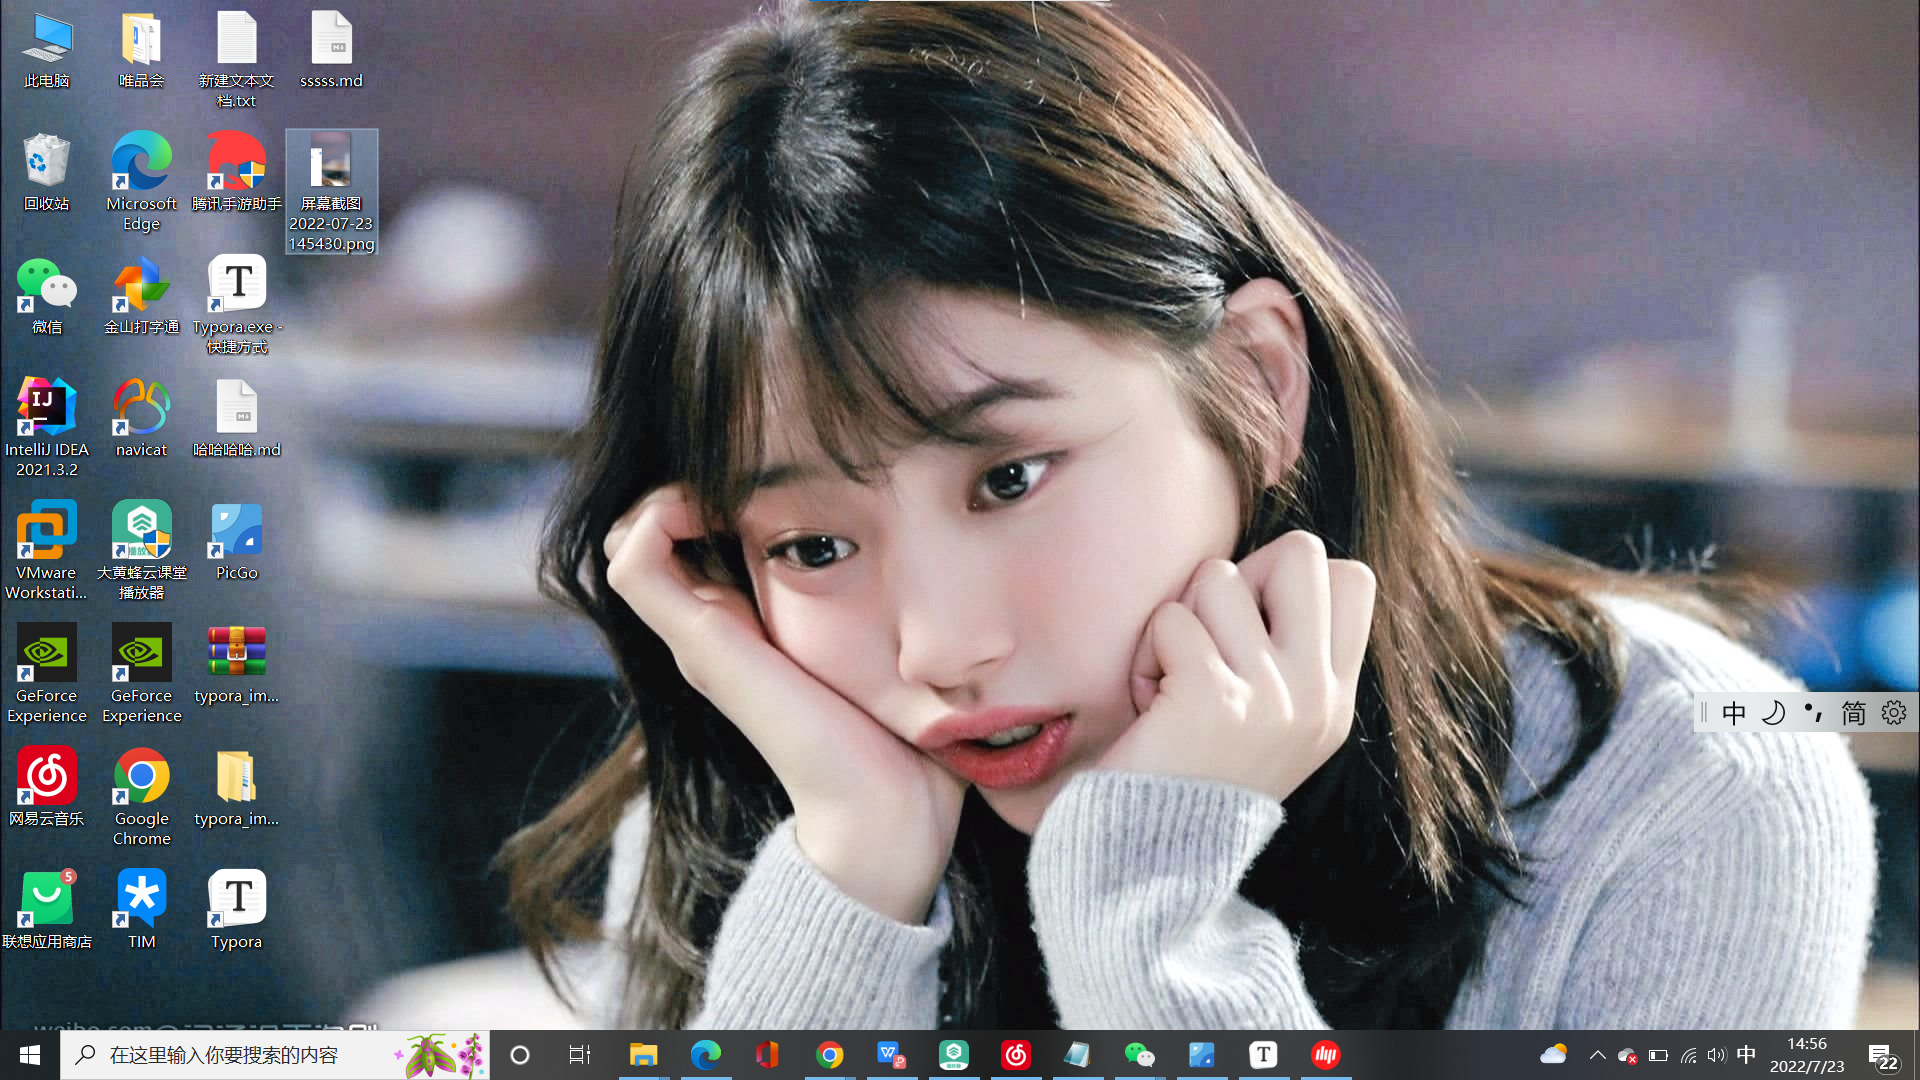 此电脑
唯品会
新建文本文
档.txt
sssss.md
回收站
Microsoft
Edge
腾讯手游助手
屏幕截图
2022-07-23
145430.png
微信
金山打字通
T
Typora.exe -
快捷方式
IJ
IntelliJ IDEA
2021.3.2
navicat
哈哈哈哈.md
VMware
Workstati...
大黄蜂云课堂
播放器
PicGo
GeForce
Experience
GeForce
Experience
typora_im...
网易云音乐
Google
Chrome
typora_im...
5
联想应用商店
TIM
T
Typora
中
简
在这里输入你要搜索的内容
T
中
14:56
2022/7/23
22